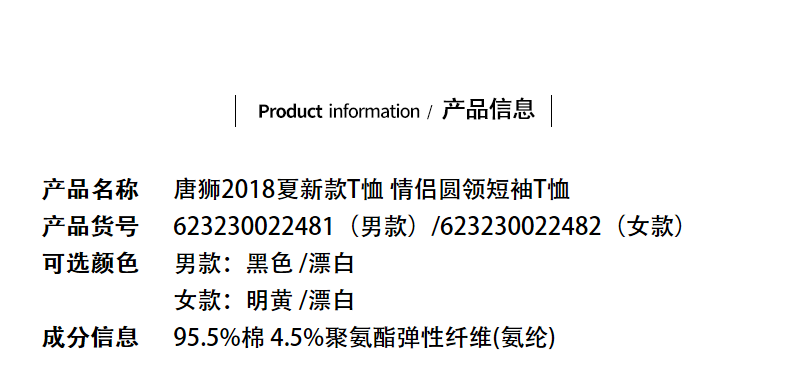 Product information / 产品信息
产品名称 唐狮2018夏新款T恤 情侣圆领短袖T恤
产品货号 623230022481（男款）/623230022482（女款）
可选颜色 男款：黑色 /漂白
女款：明黄 /漂白
成分信息 95.5%棉 4.5%聚氨酯弹性纤维(氨纶)